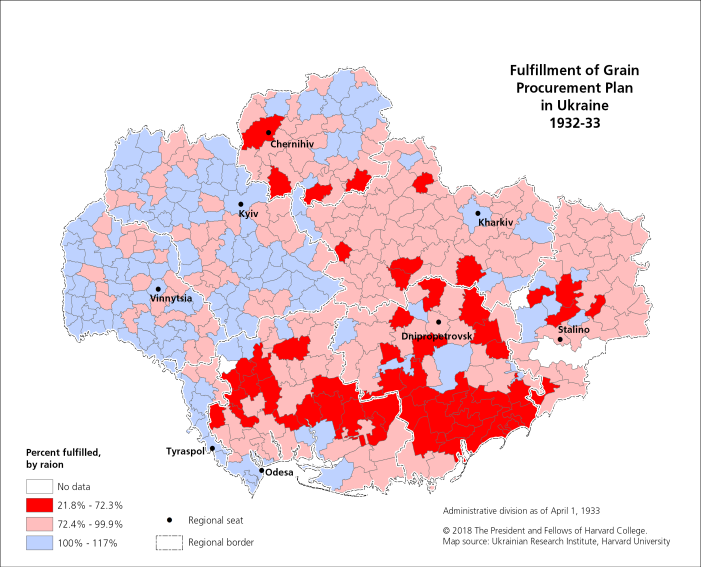 Fulfillment of Grain
Procurement Plan
in Ukraine
1932-33
Chernihiv
Kyiv
Kharkiv
Vinnytsia
Stalino
Dnipropetrovsk
Tyraspol
Odesa
Percent fulfilled,
by raion
No data
21.8% - 72.3%
72.4% - 99.9%
100% - 117%
Regional seat
Regional border
Administrative division as of April 1, 1933
© 2018 The President and Fellows of Harvard College.
Map source: Ukrainian Research Institute, Harvard University